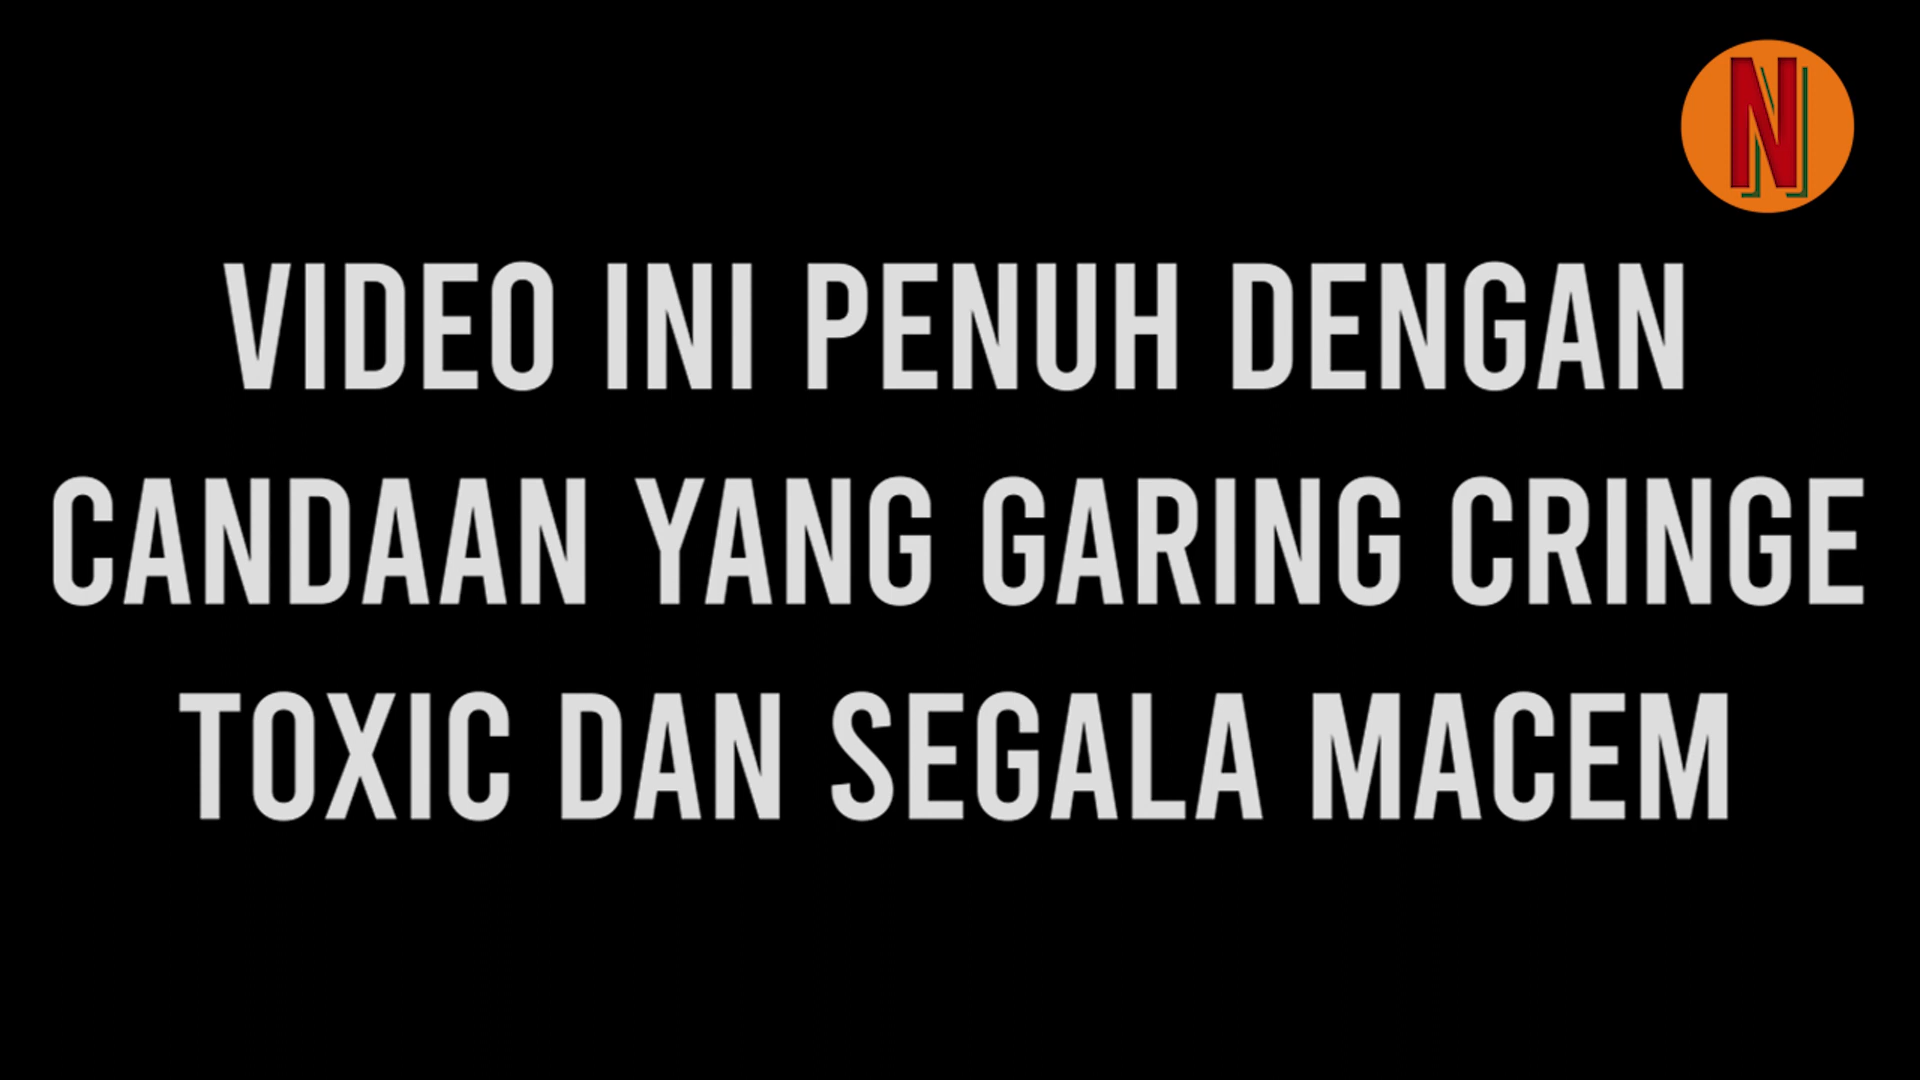 N
VIDEO INI PENUH DENGAN
CANDAAN YANG GARING CRINGE
TOXIC DAN SEGALA MACEM